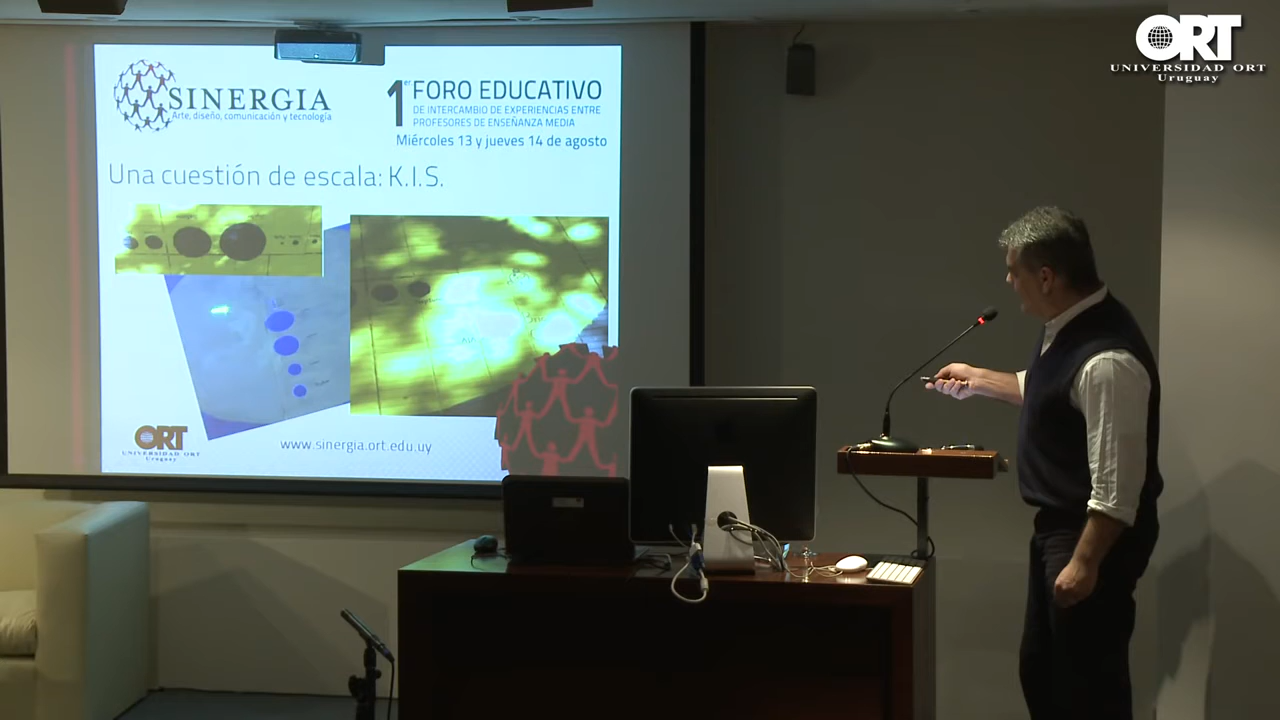 SINERGIA
Arte, diseño, comunicación y tecnología
1er FORO EDUCATIVO
DE INTERCAMBIO DE EXPERIENCIAS ENTRE
PROFESORES DE ENSEÑANZA MEDIA
Miércoles 13 y jueves 14 de agosto
Una cuestión de escala: K.I.S.
ORT
UNIVERSIDAD ORT
Uruguay
www.sinergia.ort.edu.uy
ORT
UNIVERSIDAD ORT
Uruguay